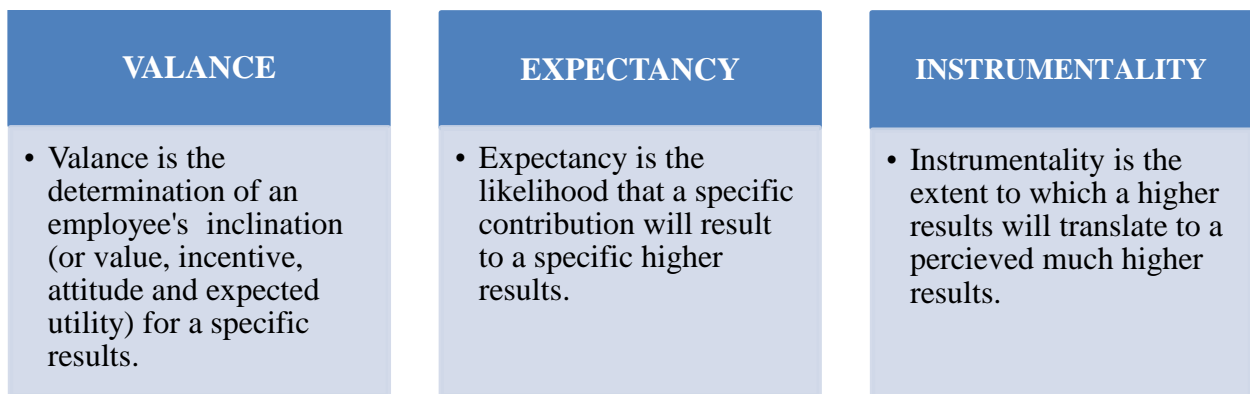 VALANCE
• Valance is the
determination of an
employee's inclination
(or value, incentive,
attitude and expected
utility) for a specific
results.
EXPECTANCY
• Expectancy is the
likelihood that a specific
contribution will result
to a specific higher
results.
INSTRUMENTALITY
• Instrumentality is the
extent to which a higher
results will translate to a
percieved much higher
results.